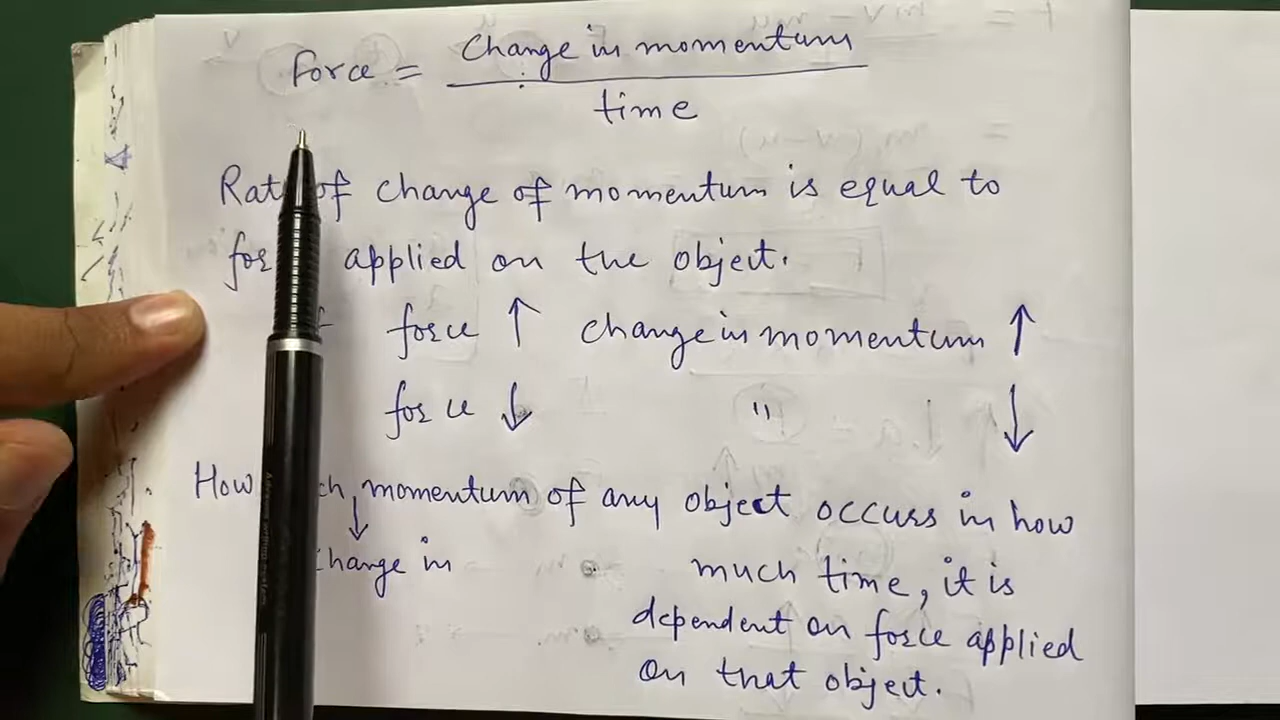 Force = Change in momentum
time
Rate of change of momentum is equal to
for applied on the object.
force ↑ change in momentum ↑
force ↓ " ↓
How momentum of any object occurs in how
↓
change in much time, it is
dependent on force applied
on that object.